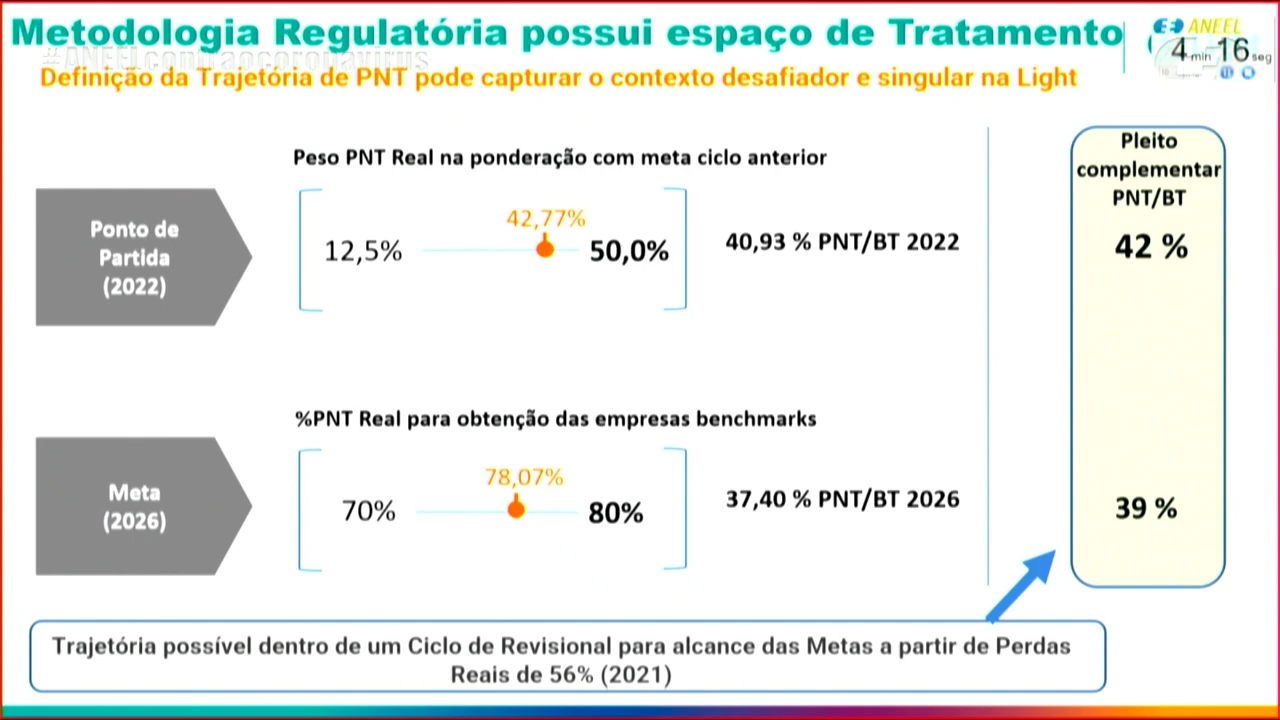 Metodologia Regulatória possui espaço de Tratamento
#ANEELcontraocoronavirus
ANEEL
4 min 16 seg
Definição da Trajetória de PNT pode capturar o contexto desafiador e singular na Light
Peso PNT Real na ponderação com meta ciclo anterior
Pleito
complementar
PNT/BT
Ponto de
Partida
(2022)
42,77%
12,5%
50,0%
40,93 % PNT/BT 2022
42 %
%PNT Real para obtenção das empresas benchmarks
Meta
(2026)
78,07%
70%
80%
37,40 % PNT/BT 2026
39 %
Trajetória possível dentro de um Ciclo de Revisional para alcance das Metas a partir de Perdas
Reais de 56% (2021)